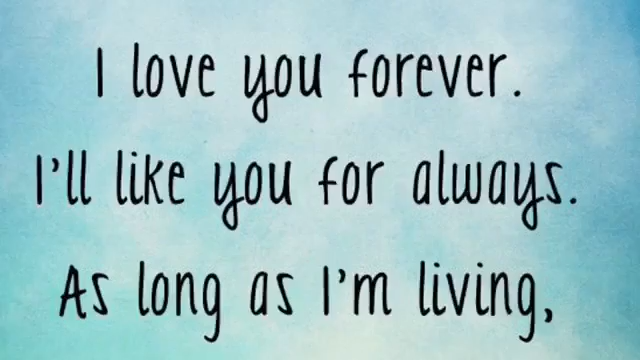 I love you forever.
I'll like you for always.
As long as I'm living,